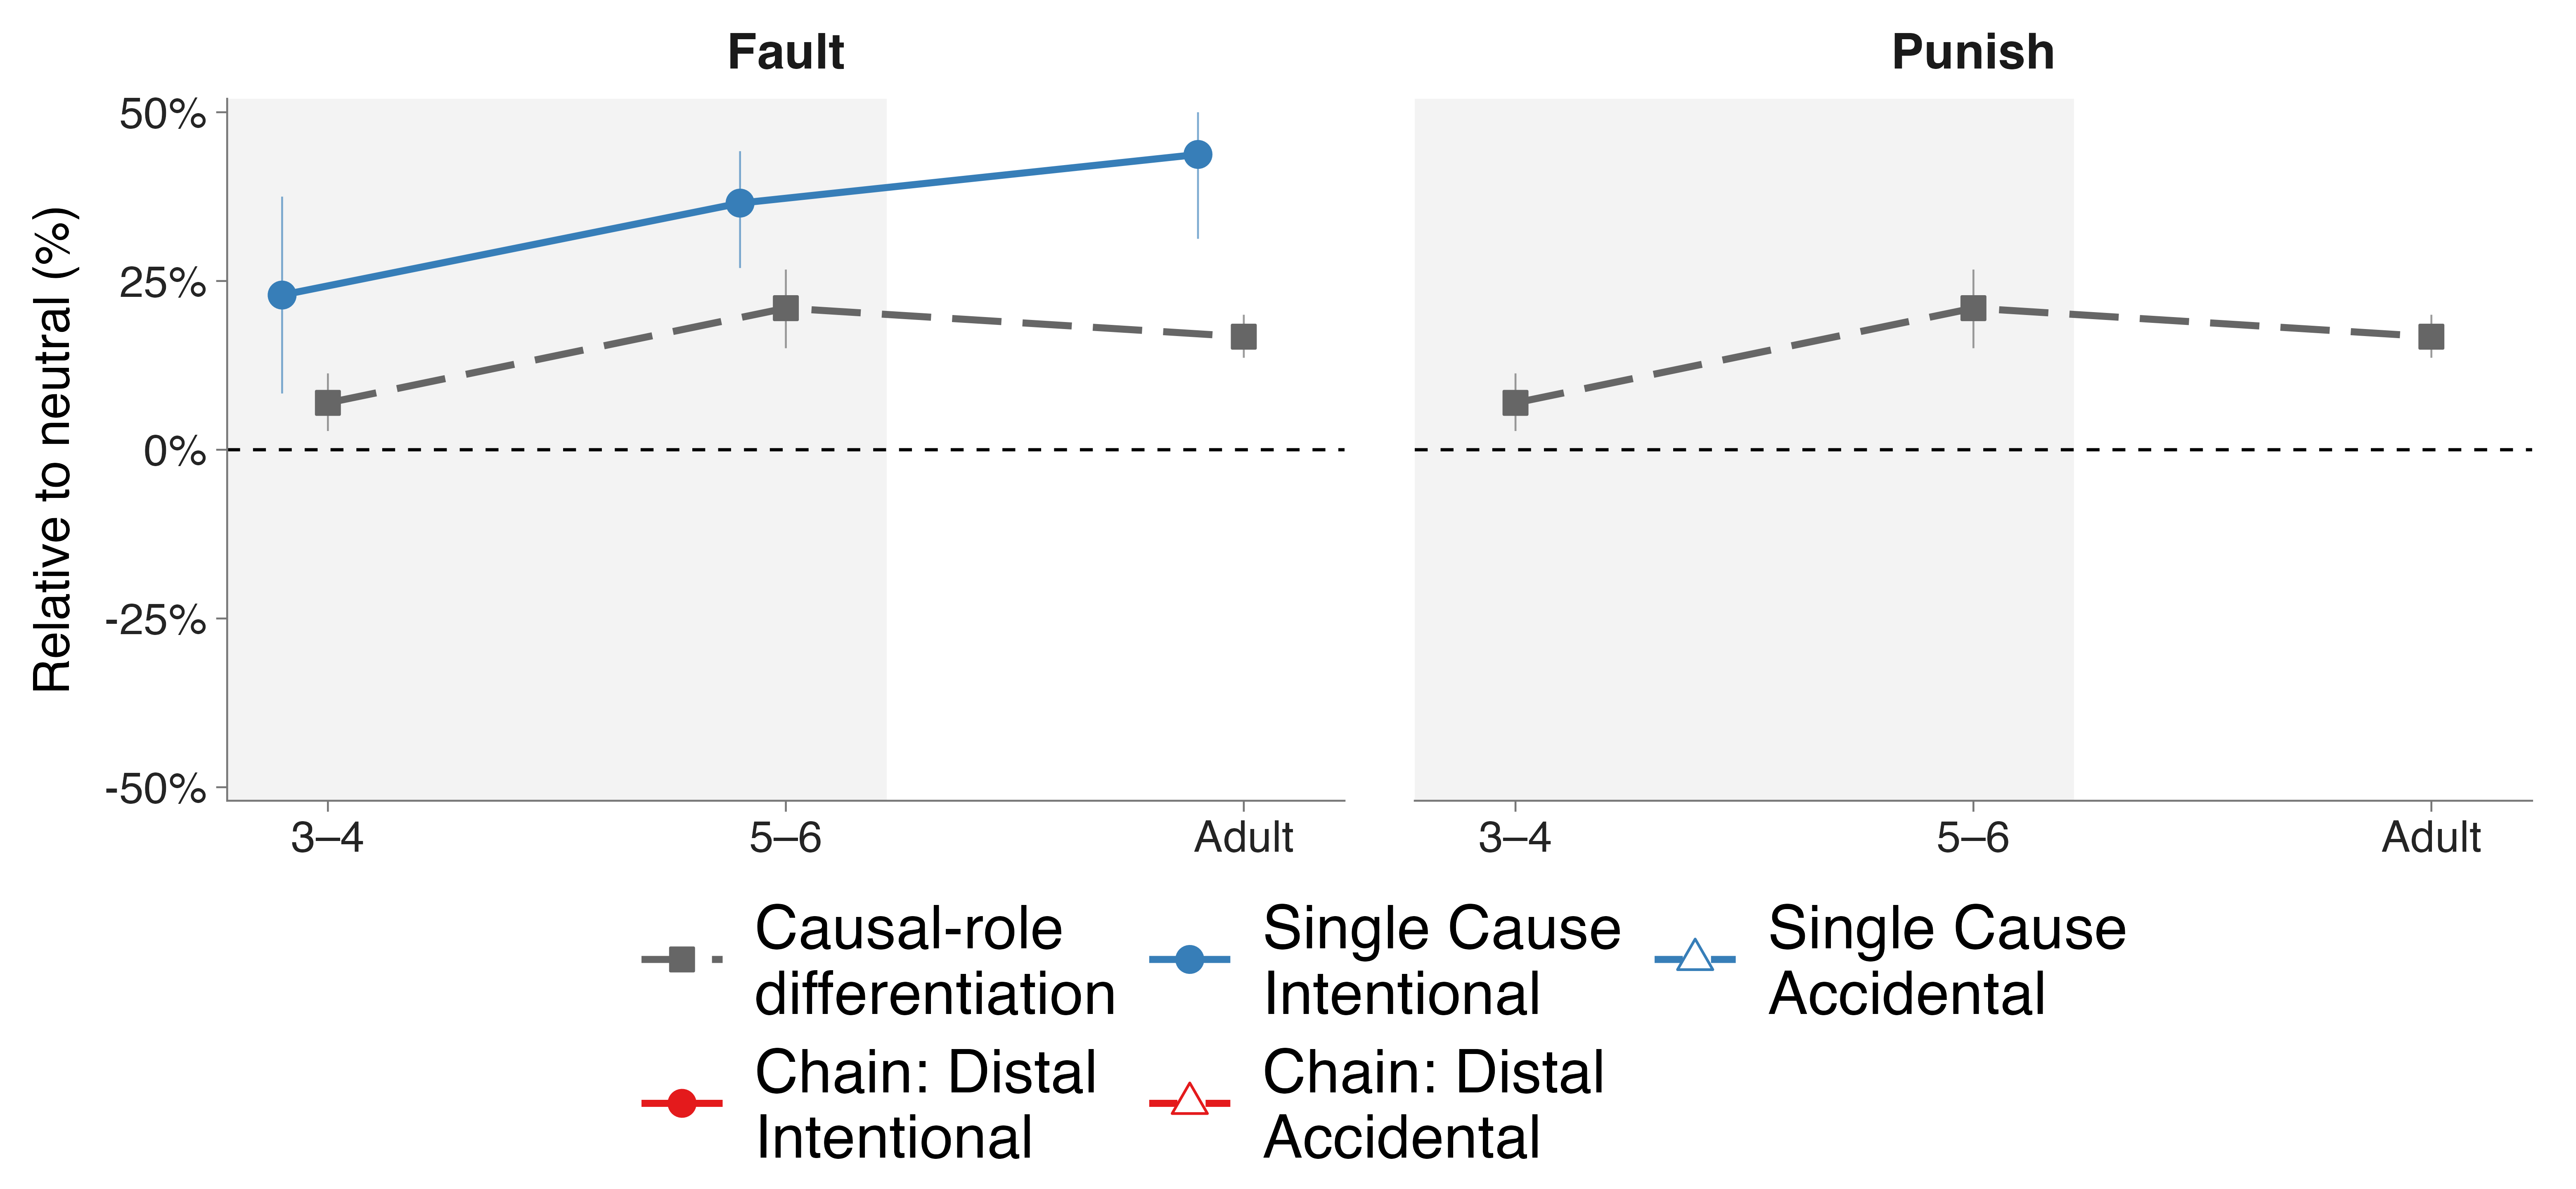 Fault
Punish
Relative to neutral (%)
50%
25%
0%
-25%
-50%
3–4
5–6
Adult
3–4
5–6
Adult
Causal-role
differentiation
Single Cause
Intentional
Single Cause
Accidental
Chain: Distal
Intentional
Chain: Distal
Accidental